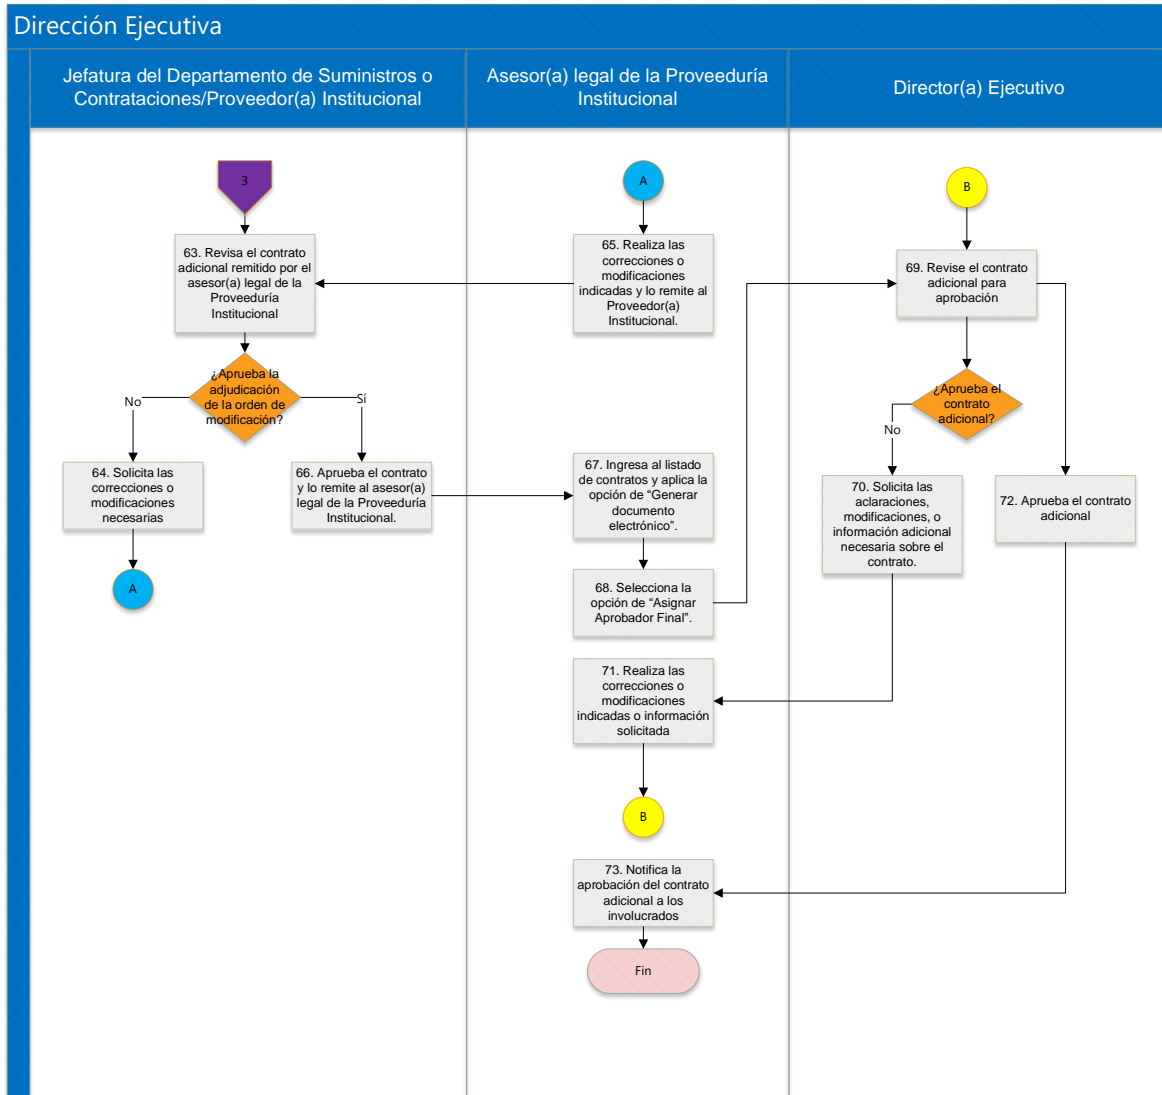 Dirección Ejecutiva
Jefatura del Departamento de Suministros o
Contrataciones/Proveedor(a) Institucional
Asesor(a) legal de la Proveeduría
Institucional
Director(a) Ejecutivo
3
63. Revisa el contrato
adicional remitido por el
asesor(a) legal de la
Proveeduría
Institucional
¿Aprueba la
adjudicación
de la orden de
modificación?
No
Sí
64. Solicita las
correcciones o
modificaciones
necesarias
A
66. Aprueba el contrato
y lo remite al asesor(a)
legal de la Proveeduría
Institucional.
A
65. Realiza las
correcciones o
modificaciones
indicadas y lo remite al
Proveedor(a)
Institucional.
67. Ingresa al listado
de contratos y aplica la
opción de “Generar
documento
electrónico”.
68. Selecciona la
opción de “Asignar
Aprobador Final”.
71. Realiza las
correcciones o
modificaciones
indicadas o información
solicitada
B
73. Notifica la
aprobación del contrato
adicional a los
involucrados
Fin
B
69. Revise el contrato
adicional para
aprobación
¿Aprueba el
contrato
adicional?
No
70. Solicita las
aclaraciones,
modificaciones, o
información adicional
necesaria sobre el
contrato.
72. Aprueba el contrato
adicional